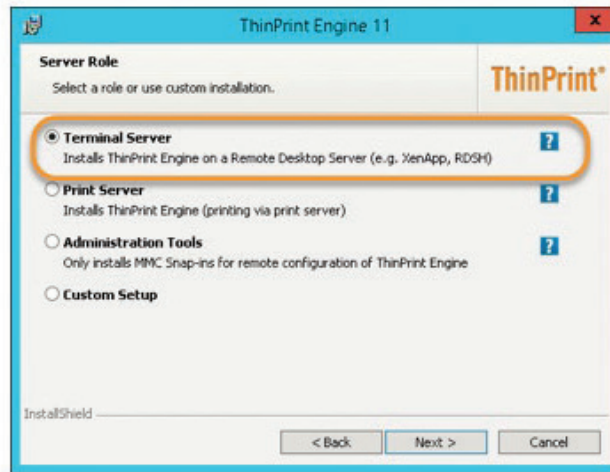 ThinPrint Engine 11
x
Server Role
Select a role or use custom installation.
ThinPrint®
Terminal Server
?
Installs ThinPrint Engine on a Remote Desktop Server (e.g. XenApp, RDSH)
Print Server
?
Installs ThinPrint Engine (printing via print server)
Administration Tools
?
Only installs MMC Snap-ins for remote configuration of ThinPrint Engine
Custom Setup
InstallShield
< Back
Next >
Cancel